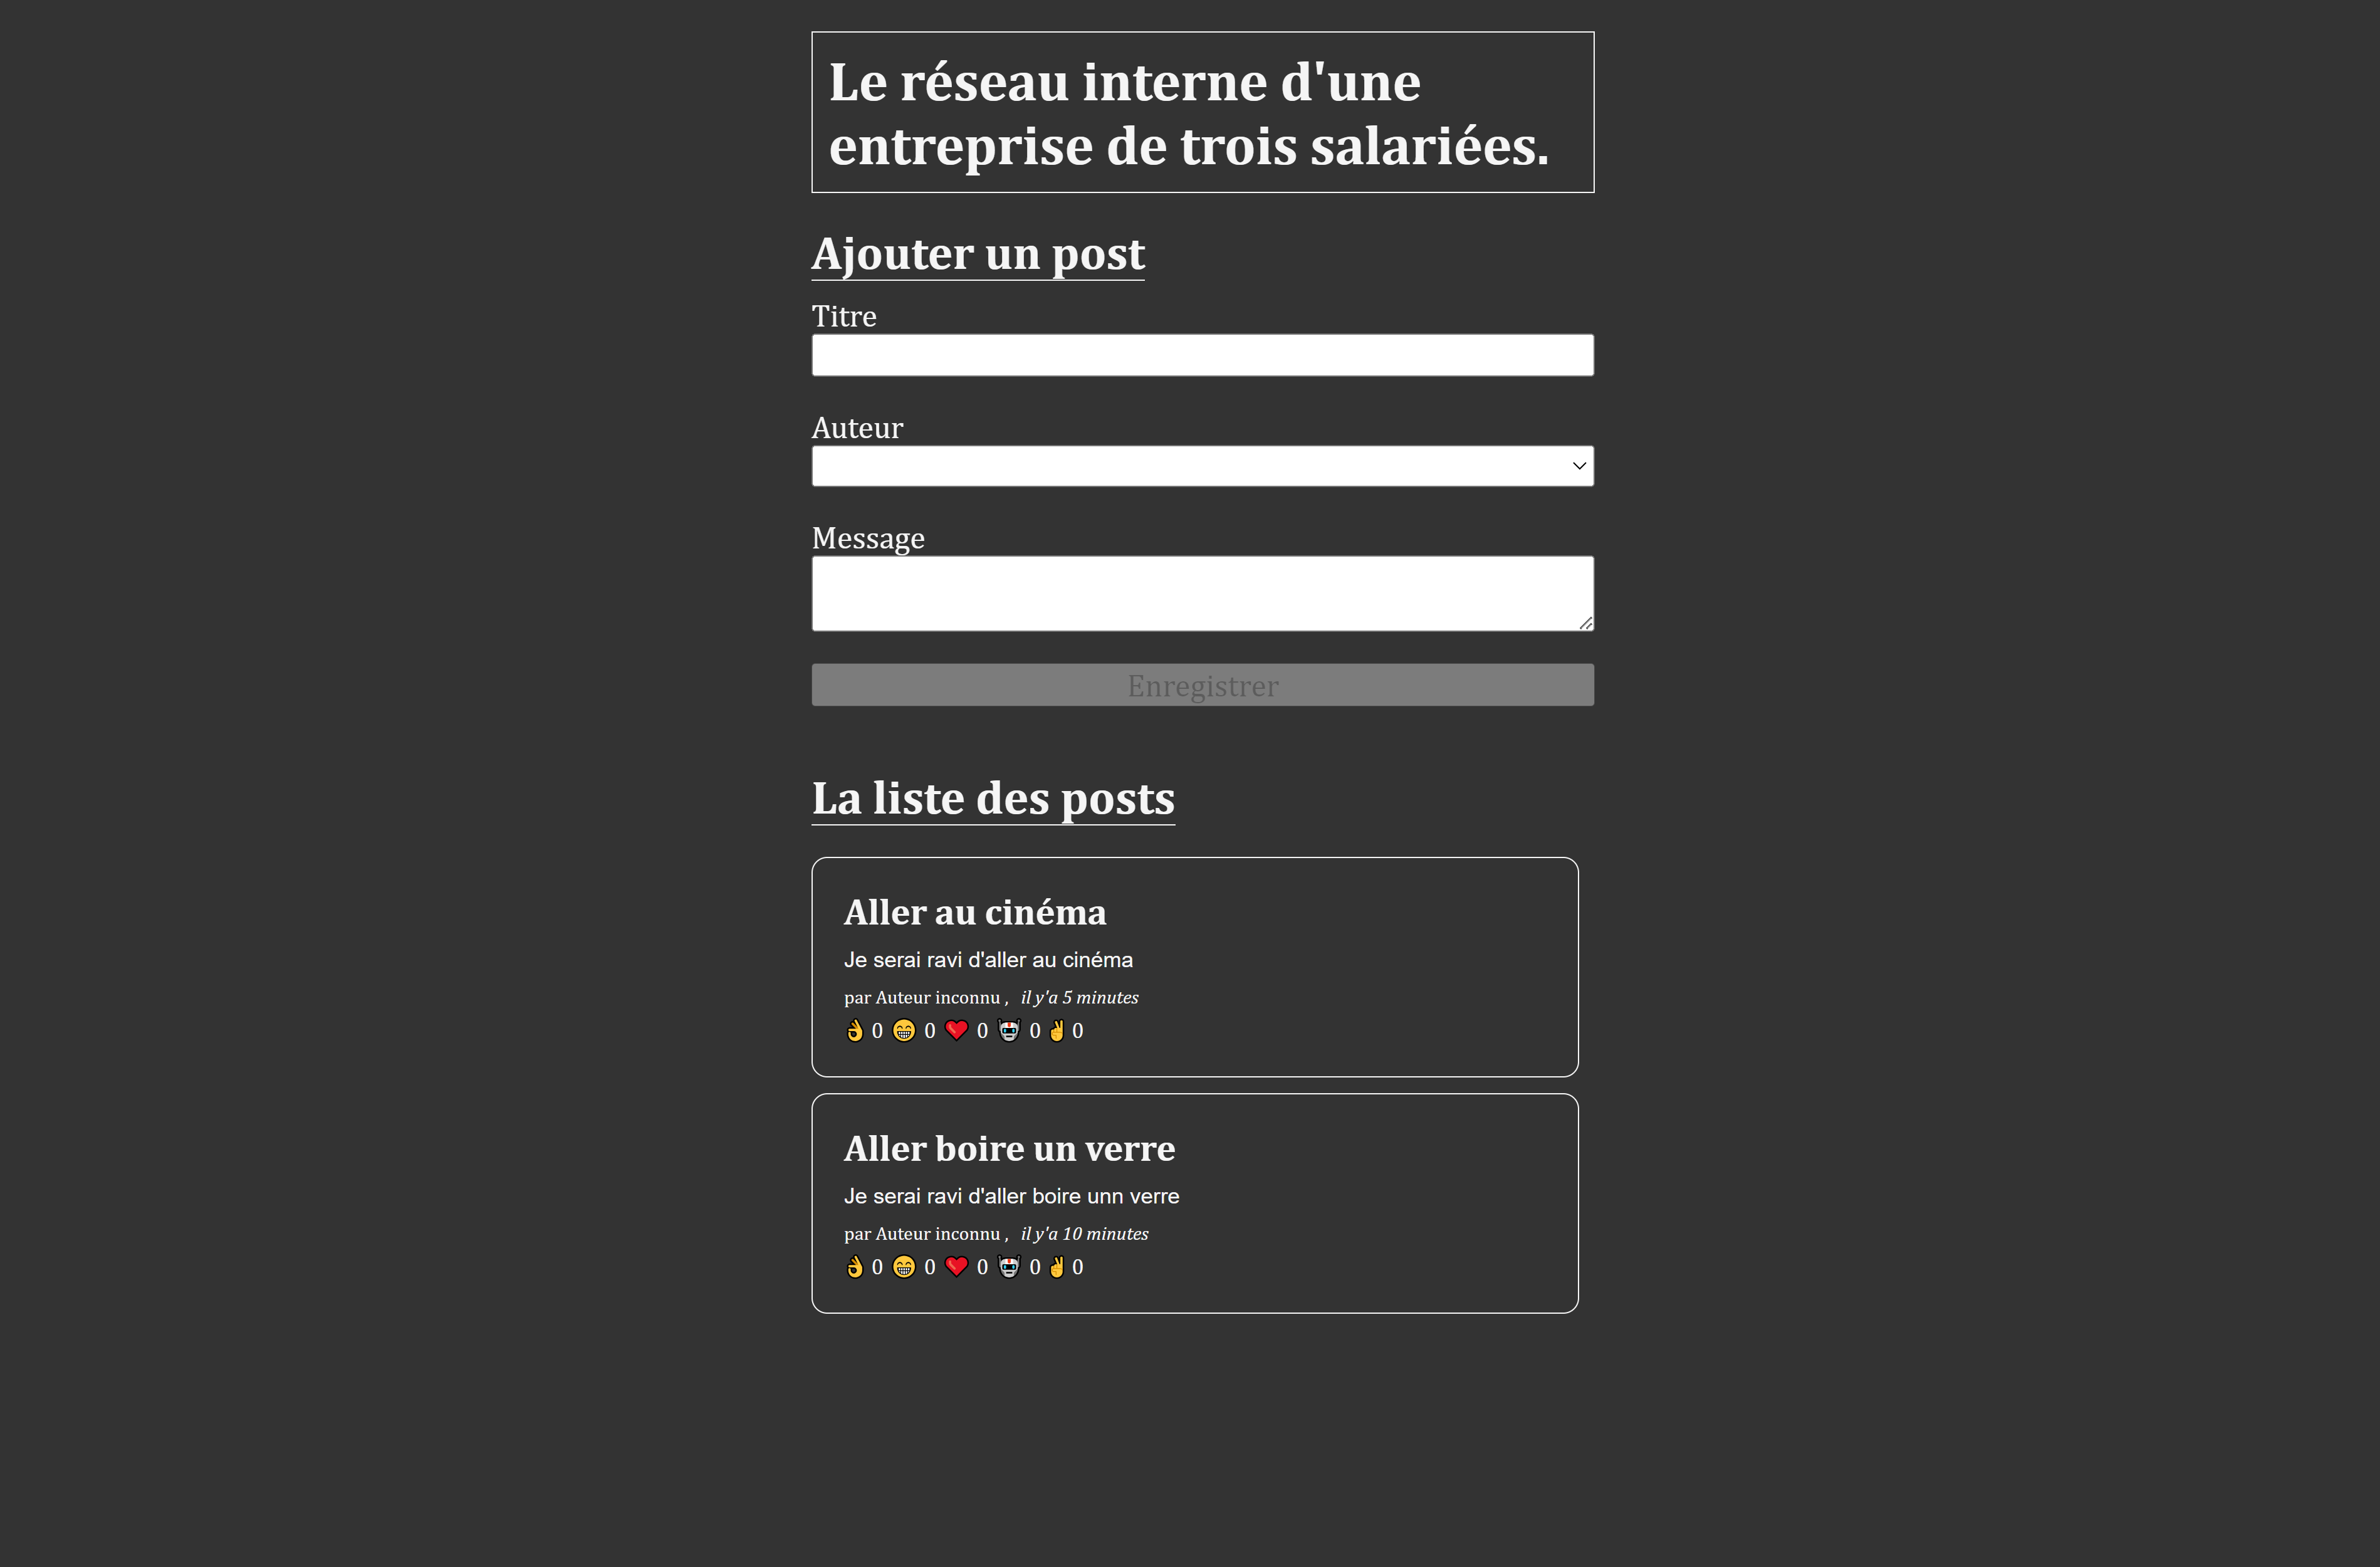 Le réseau interne d'une
entreprise de trois salariées.
Ajouter un post
Titre
Auteur
Message
Enregistrer
La liste des posts
Aller au cinéma
Je serai ravi d'aller au cinéma
par Auteur inconnu , il y'a 5 minutes
👌 0 😁 0 ❤️ 0 🤖 0 ✌️ 0
Aller boire un verre
Je serai ravi d'aller boire unn verre
par Auteur inconnu , il y'a 10 minutes
👌 0 😁 0 ❤️ 0 🤖 0 ✌️ 0